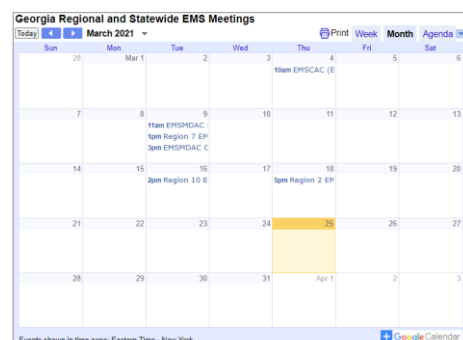 Georgia Regional and Statewide EMS Meetings
Today March 2021 Print Week Month Agenda
Sun Mon Tue Wed Thu Fri Sat
28 Mar 1 2 3 4 5 6
10am EMSCAC (E
7 8 9 10 11 12 13
11am EMSMDAC
1pm Region 7 EM
3pm EMSMDAC C
14 15 16 17 18 19 20
2pm Region 10 E 5pm Region 2 EM
21 22 23 24 25 26 27
28 29 30 31 Apr 1 2 3
Events shown in time zone: Eastern Time - New York
Google Calendar